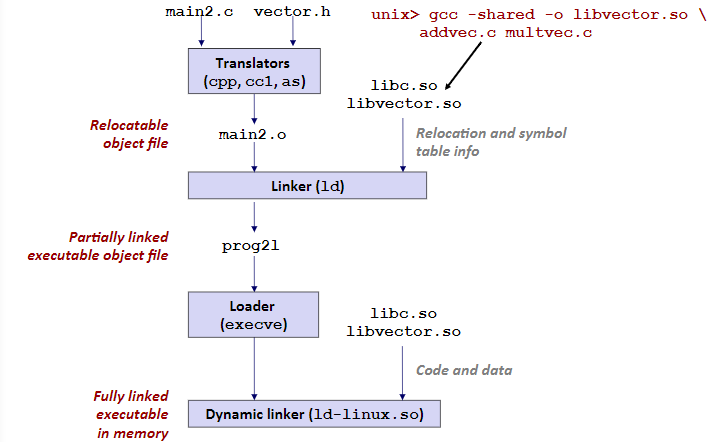 main2.c vector.h
unix> gcc -shared -o libvector.so \
addvec.c multvec.c
Translators
(cpp, cc1, as)
libc.so
libvector.so
Relocatable
object file
main2.o
Relocation and symbol
table info
Linker (ld)
Partially linked
executable object file
prog2l
Loader
(execve)
libc.so
libvector.so
Code and data
Fully linked
executable
in memory
Dynamic linker (ld-linux.so)